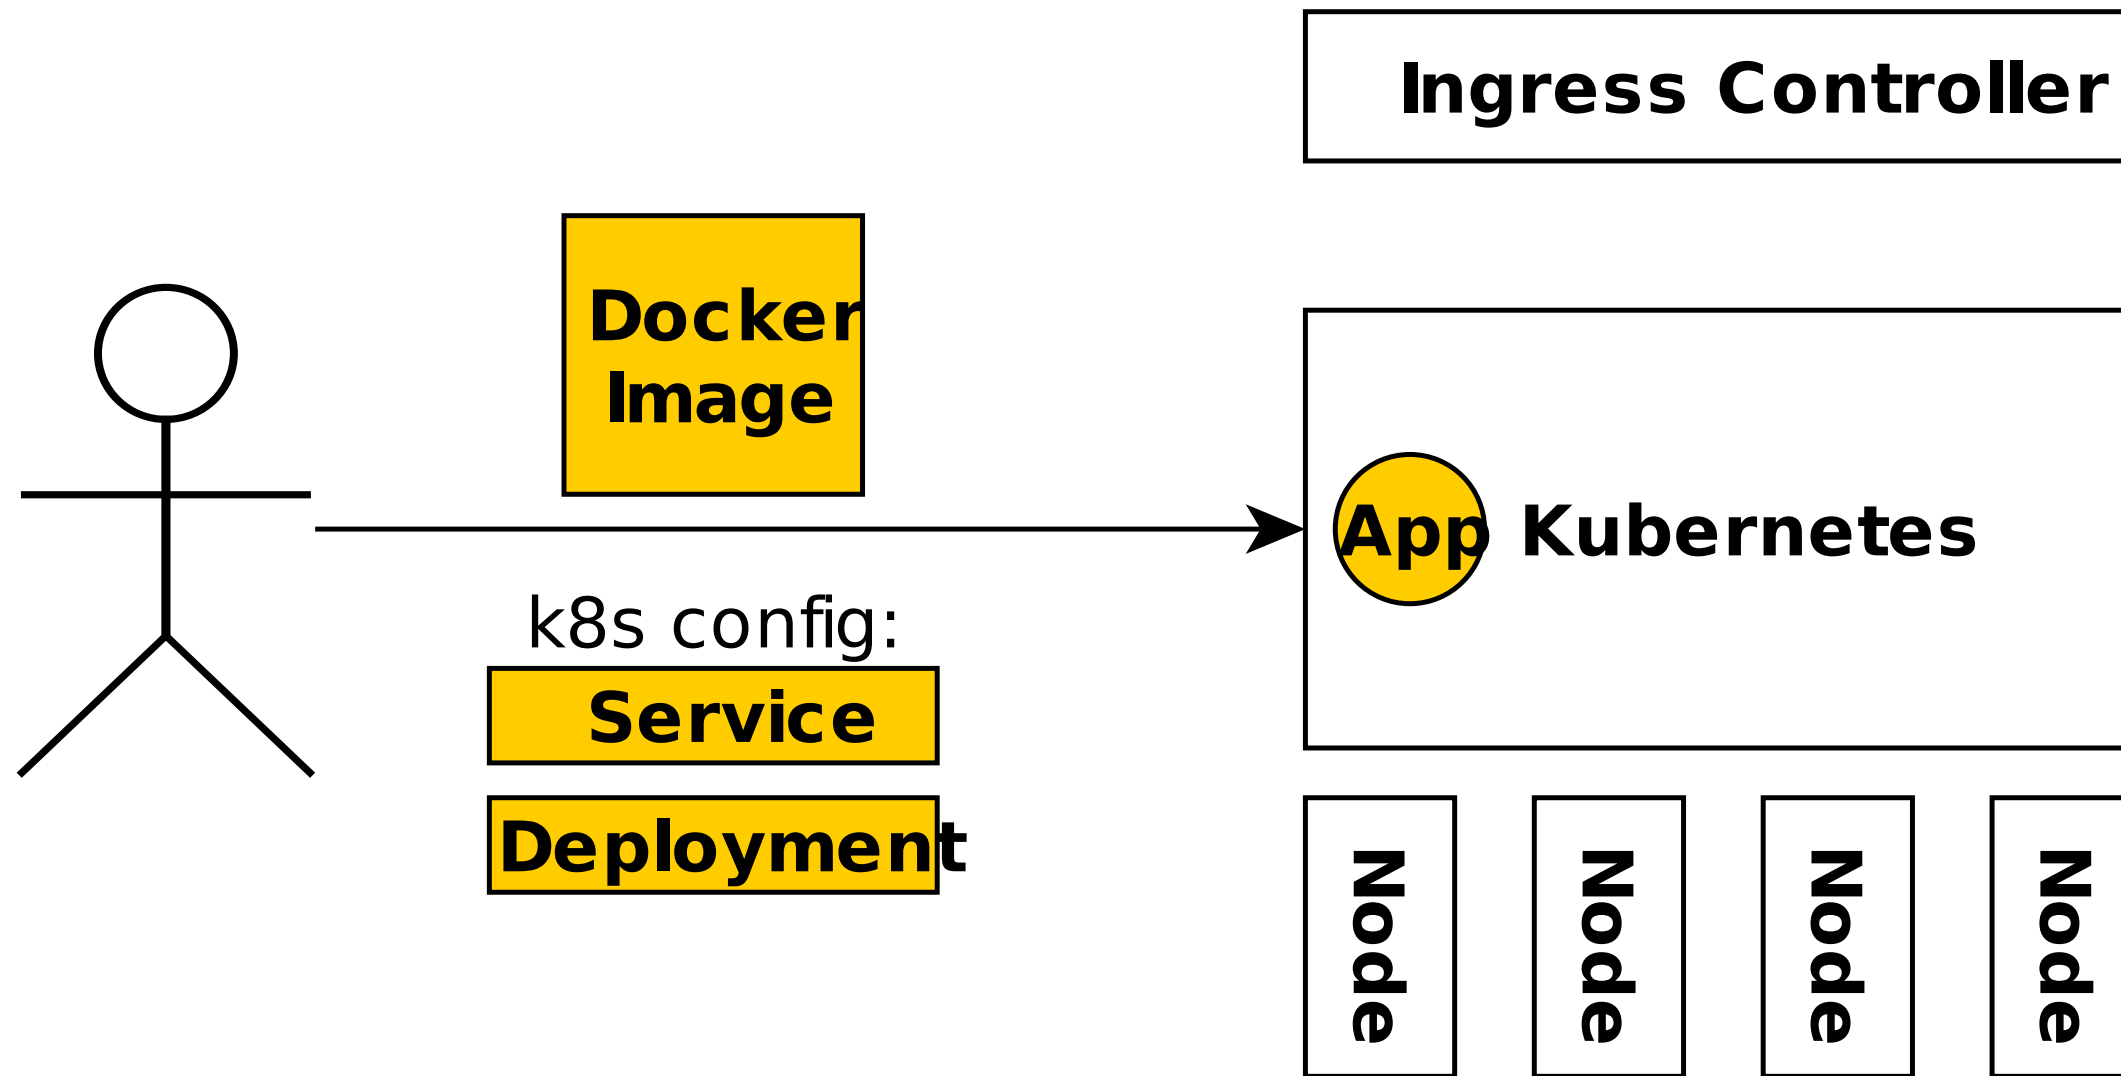 Ingress Controller
Docker
Image
App
Kubernetes
k8s config:
Service
Deployment
Node
Node
Node
Node